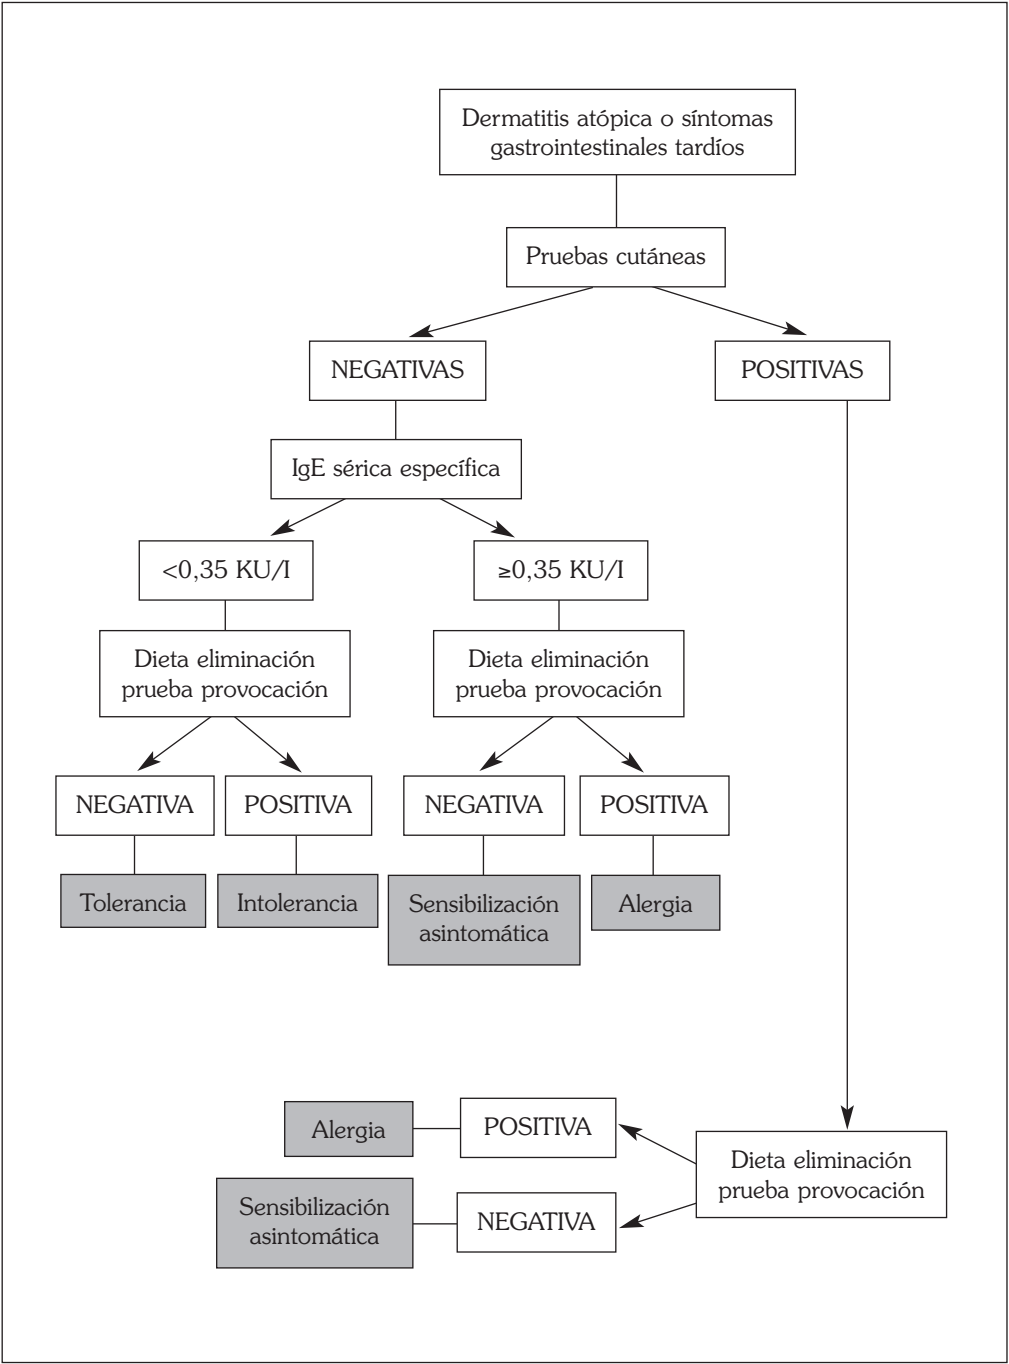 Dermatitis atópica o síntomas
gastrointestinales tardíos
Pruebas cutáneas
NEGATIVAS
POSITIVAS
IgE sérica específica
<0,35 KU/I
≥0,35 KU/I
Dieta eliminación
prueba provocación
Dieta eliminación
prueba provocación
NEGATIVA
POSITIVA
NEGATIVA
POSITIVA
Tolerancia
Intolerancia
Sensibilización
asintomática
Alergia
Alergia
POSITIVA
Dieta eliminación
prueba provocación
Sensibilización
asintomática
NEGATIVA